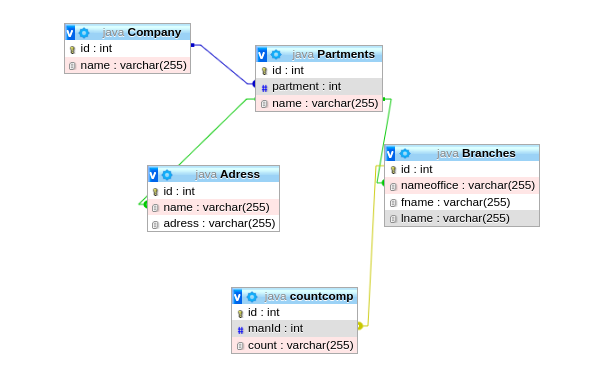 v java Company
id : int
name : varchar(255)
v java Partments
id : int
# partment : int
name : varchar(255)
v java Adress
id : int
name : varchar(255)
adress : varchar(255)
v java Branches
id : int
nameoffice : varchar(255)
fname : varchar(255)
lname : varchar(255)
v java countcomp
id : int
# manId : int
count : varchar(255)